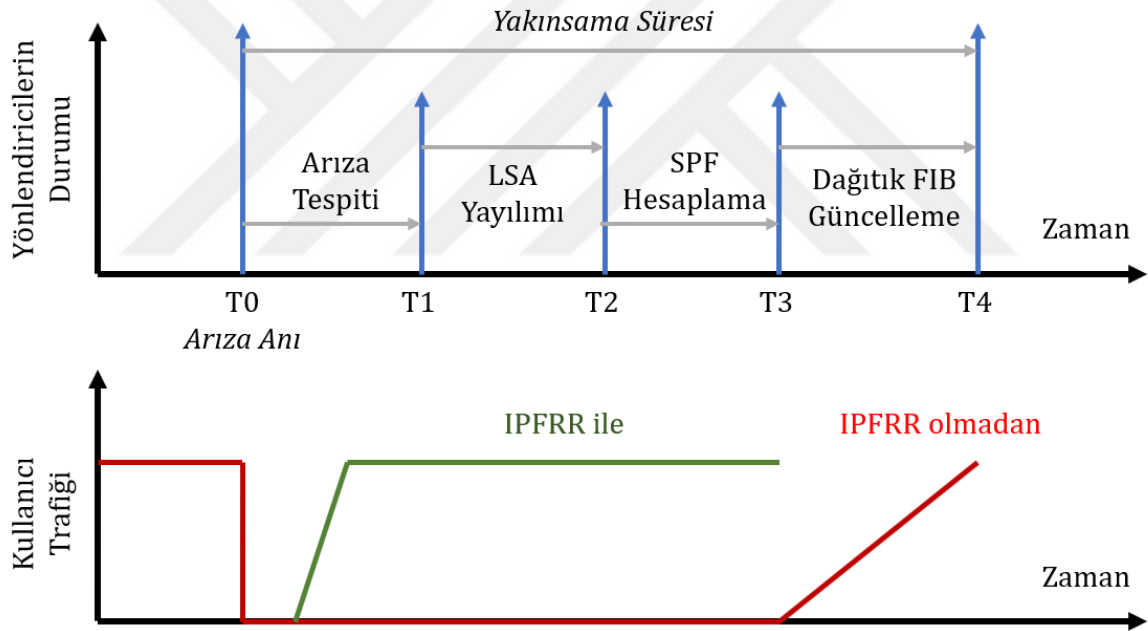 Yakınsama Süresi
Yönlendiricilerin
Durumu
Arıza
Tespiti
LSA
Yayılımı
SPF
Hesaplama
Dağıtık FIB
Güncelleme
Zaman
T0
T1
T2
T3
T4
Arıza Anı
Kullanıcı
Trafiği
IPFRR ile
IPFRR olmadan
Zaman